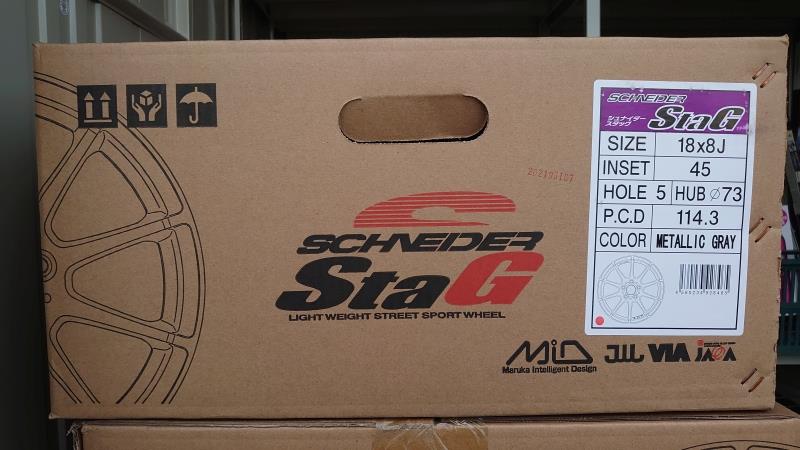 SCHNEIDER
シュナイダー
スタッグ
StaG
SIZE 18x8J
INSET 45
HOLE 5 HUB φ73
P.C.D 114.3
COLOR METALLIC GRAY
SCHNEIDER
StaG
LIGHT WEIGHT STREET SPORT WHEEL
MiD
Maruka Intelligent Design
JWL VIA JAWA